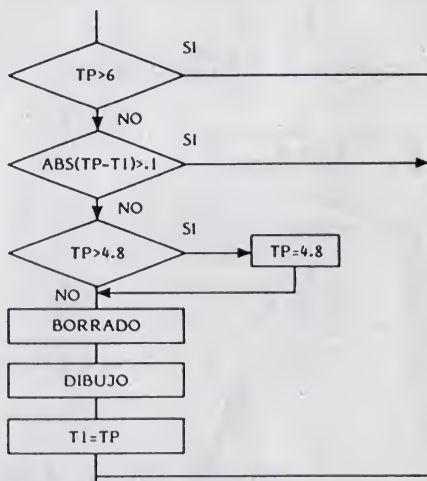 SI
TP>6
NO
SI
ABS(TP-T1)>.1
NO
SI
TP>4.8
TP=4.8
NO
BORRADO
DIBUJO
T1=TP